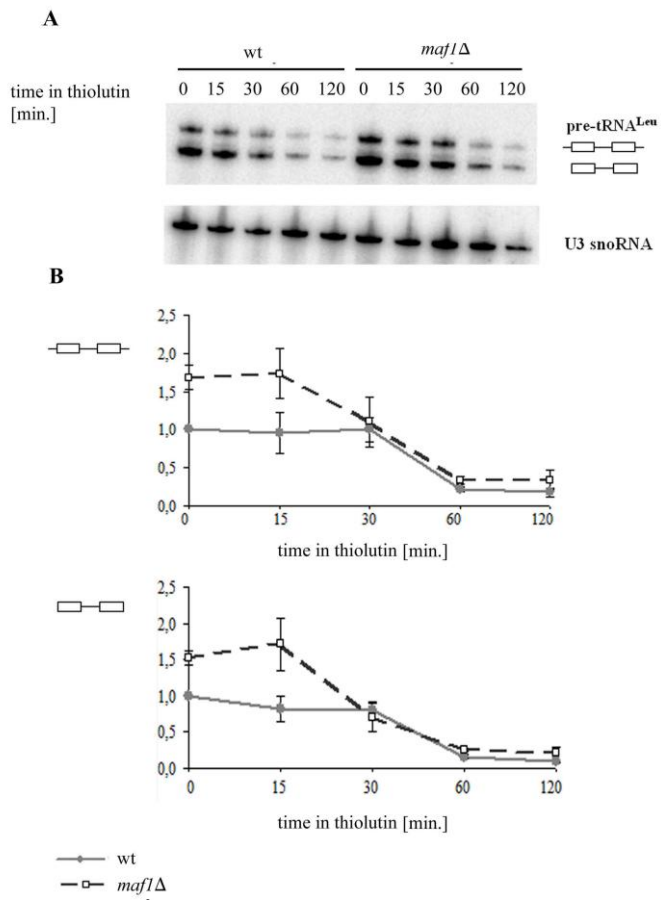 A
wt maf1Δ
time in thiolutin
[min.]
0 15 30 60 120 0 15 30 60 120
pre-tRNA^Leu
U3 snoRNA
B
2,5
2,0
1,5
1,0
0,5
0,0
0 15 30 60 120
time in thiolutin [min.]
2,5
2,0
1,5
1,0
0,5
0,0
0 15 30 60 120
time in thiolutin [min.]
wt
maf1Δ